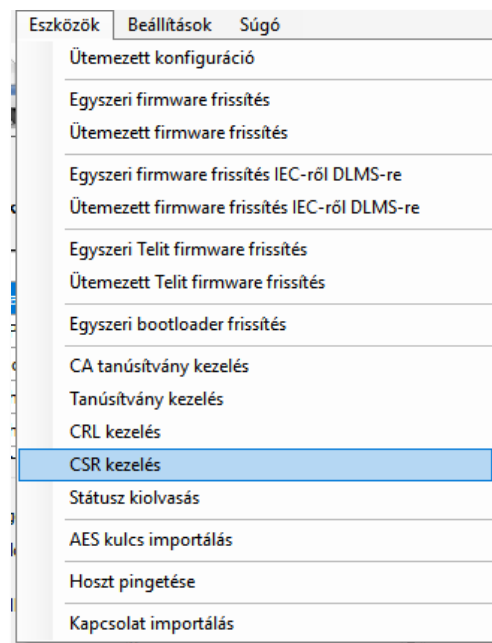 Eszközök Beállítások Súgó
Ütemezett konfiguráció
Egyszeri firmware frissítés
Ütemezett firmware frissítés
Egyszeri firmware frissítés IEC-ről DLMS-re
Ütemezett firmware frissítés IEC-ről DLMS-re
Egyszeri Telit firmware frissítés
Ütemezett Telit firmware frissítés
Egyszeri bootloader frissítés
CA tanúsítvány kezelés
Tanúsítvány kezelés
CRL kezelés
CSR kezelés
Státusz kiolvasás
AES kulcs importálás
Hoszt pingetése
Kapcsolat importálás